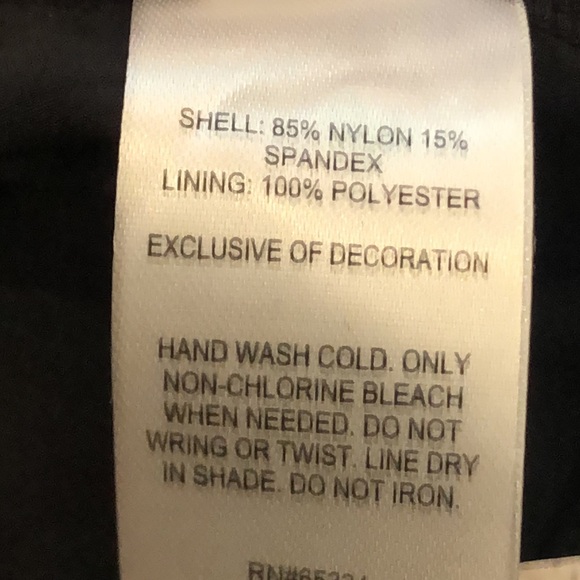 SHELL: 85% NYLON 15%
SPANDEX
LINING: 100% POLYESTER
EXCLUSIVE OF DECORATION
HAND WASH COLD. ONLY
NON-CHLORINE BLEACH
WHEN NEEDED. DO NOT
WRING OR TWIST. LINE DRY
IN SHADE. DO NOT IRON.